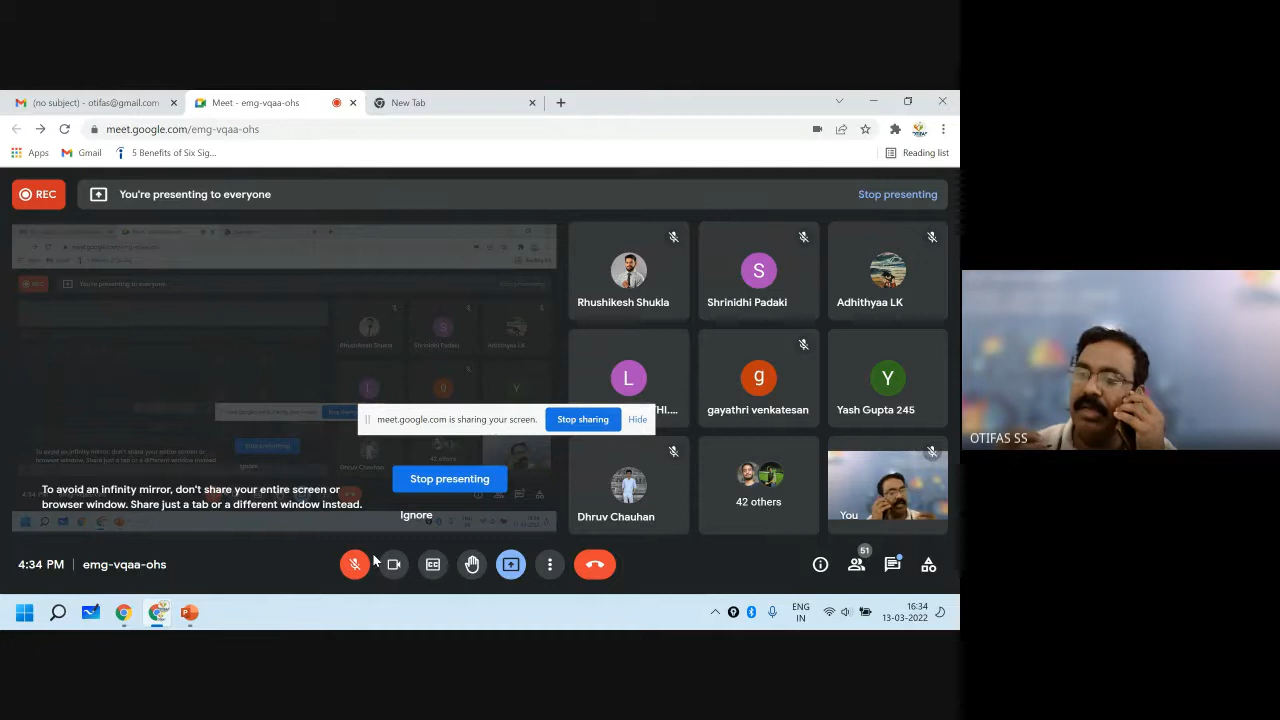 (no subject) - otifas@gmail.com
Meet - emg-vqaa-ohs
New Tab
meet.google.com/emg-vqaa-ohs
Apps
Gmail
5 Benefits of Six Sig...
Reading list
REC
You're presenting to everyone
Stop presenting
Rhushikesh Shukla
S
Shrinidhi Padaki
Adhithyaa LK
L
HI....
g
gayathri venkatesan
Y
Yash Gupta 245
meet.google.com is sharing your screen.
Stop sharing
Hide
To avoid an infinity mirror, don't share your entire screen or
browser window. Share just a tab or a different window instead.
Stop presenting
Ignore
Dhruv Chauhan
42 others
You
OTIFAS SS
4:34 PM
emg-vqaa-ohs
51
ENG
IN
16:34
13-03-2022